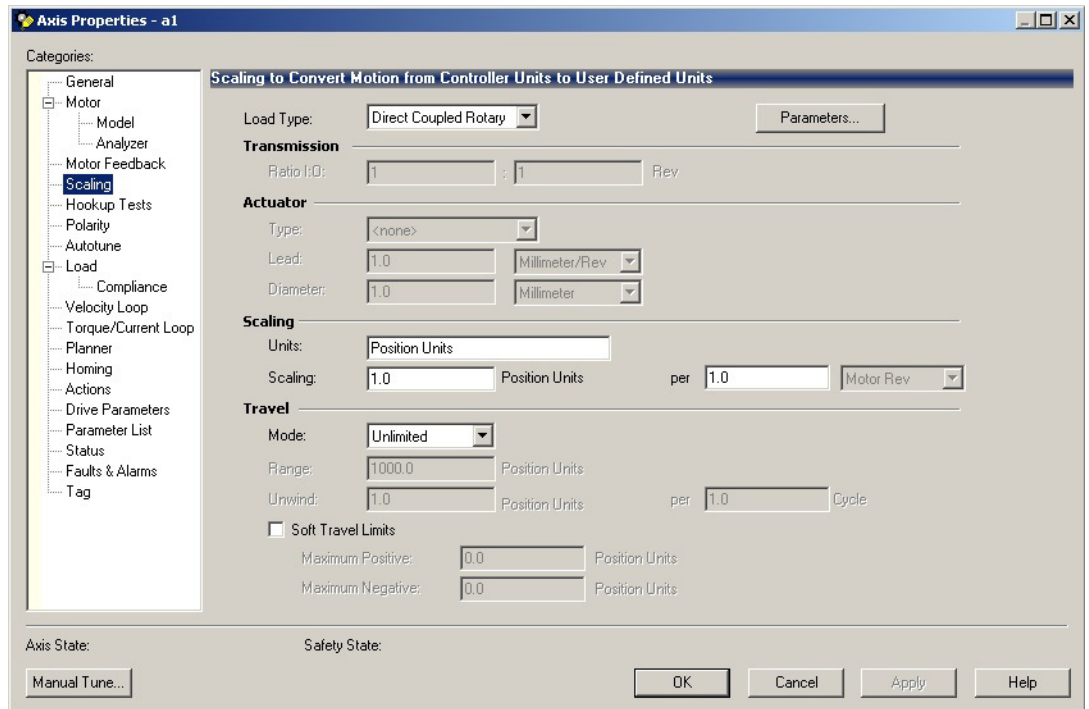 Axis Properties - a1
Categories:
General
Motor
Model
Analyzer
Motor Feedback
Scaling
Hookup Tests
Polarity
Autotune
Load
Compliance
Velocity Loop
Torque/Current Loop
Planner
Homing
Actions
Drive Parameters
Parameter List
Status
Faults & Alarms
Tag
Scaling to Convert Motion from Controller Units to User Defined Units
Load Type: Direct Coupled Rotary Parameters...
Transmission
Ratio I:O: 1 : 1 Rev
Actuator
Type: <none>
Lead: 1.0 Millimeter/Rev
Diameter: 1.0 Millimeter
Scaling
Units: Position Units
Scaling: 1.0 Position Units per 1.0 Motor Rev
Travel
Mode: Unlimited
Range: 1000.0 Position Units
Unwind: 1.0 Position Units per 1.0 Cycle
Soft Travel Limits
Maximum Positive: 0.0 Position Units
Maximum Negative: 0.0 Position Units
Axis State: Safety State:
Manual Tune... OK Cancel Apply Help